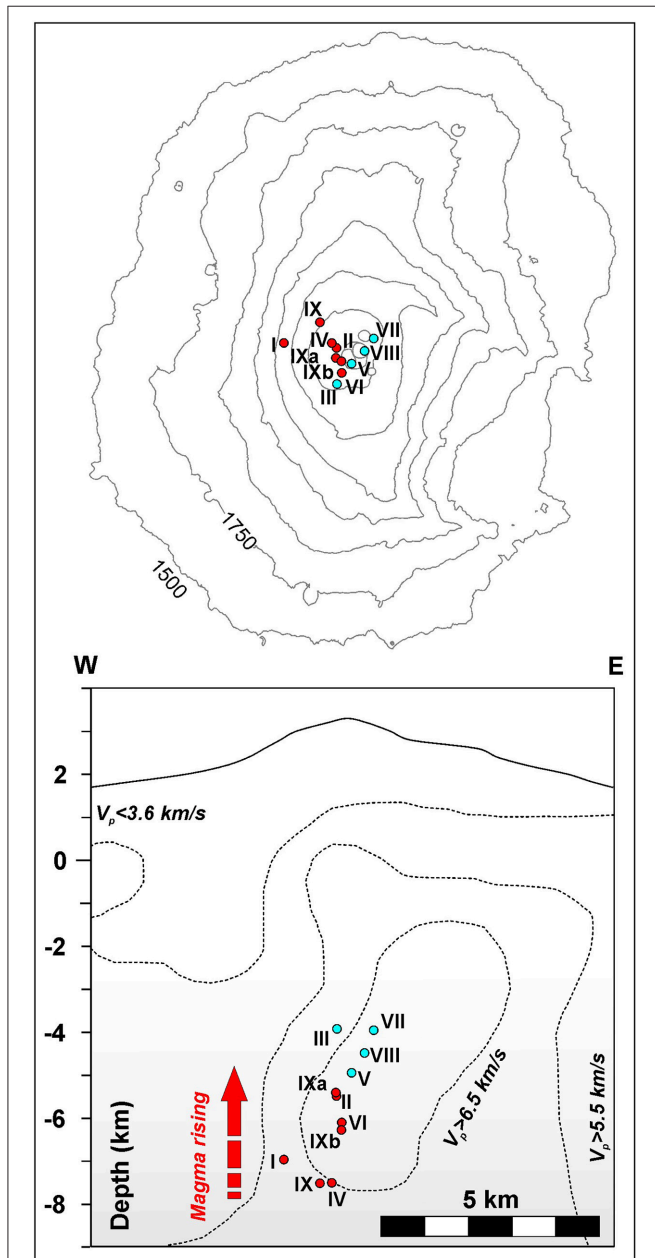 IX
VII
I
IV
II
IXa
VIII
IXb
V
VI
III
1750
1500
W
E
2
Vp<3.6 km/s
0
-2
-4
III
VII
VIII
IXa
V
II
-6
VI
IXb
I
IX
IV
-8
Depth (km)
Magma rising
Vp>6.5 km/s
Vp>5.5 km/s
5 km